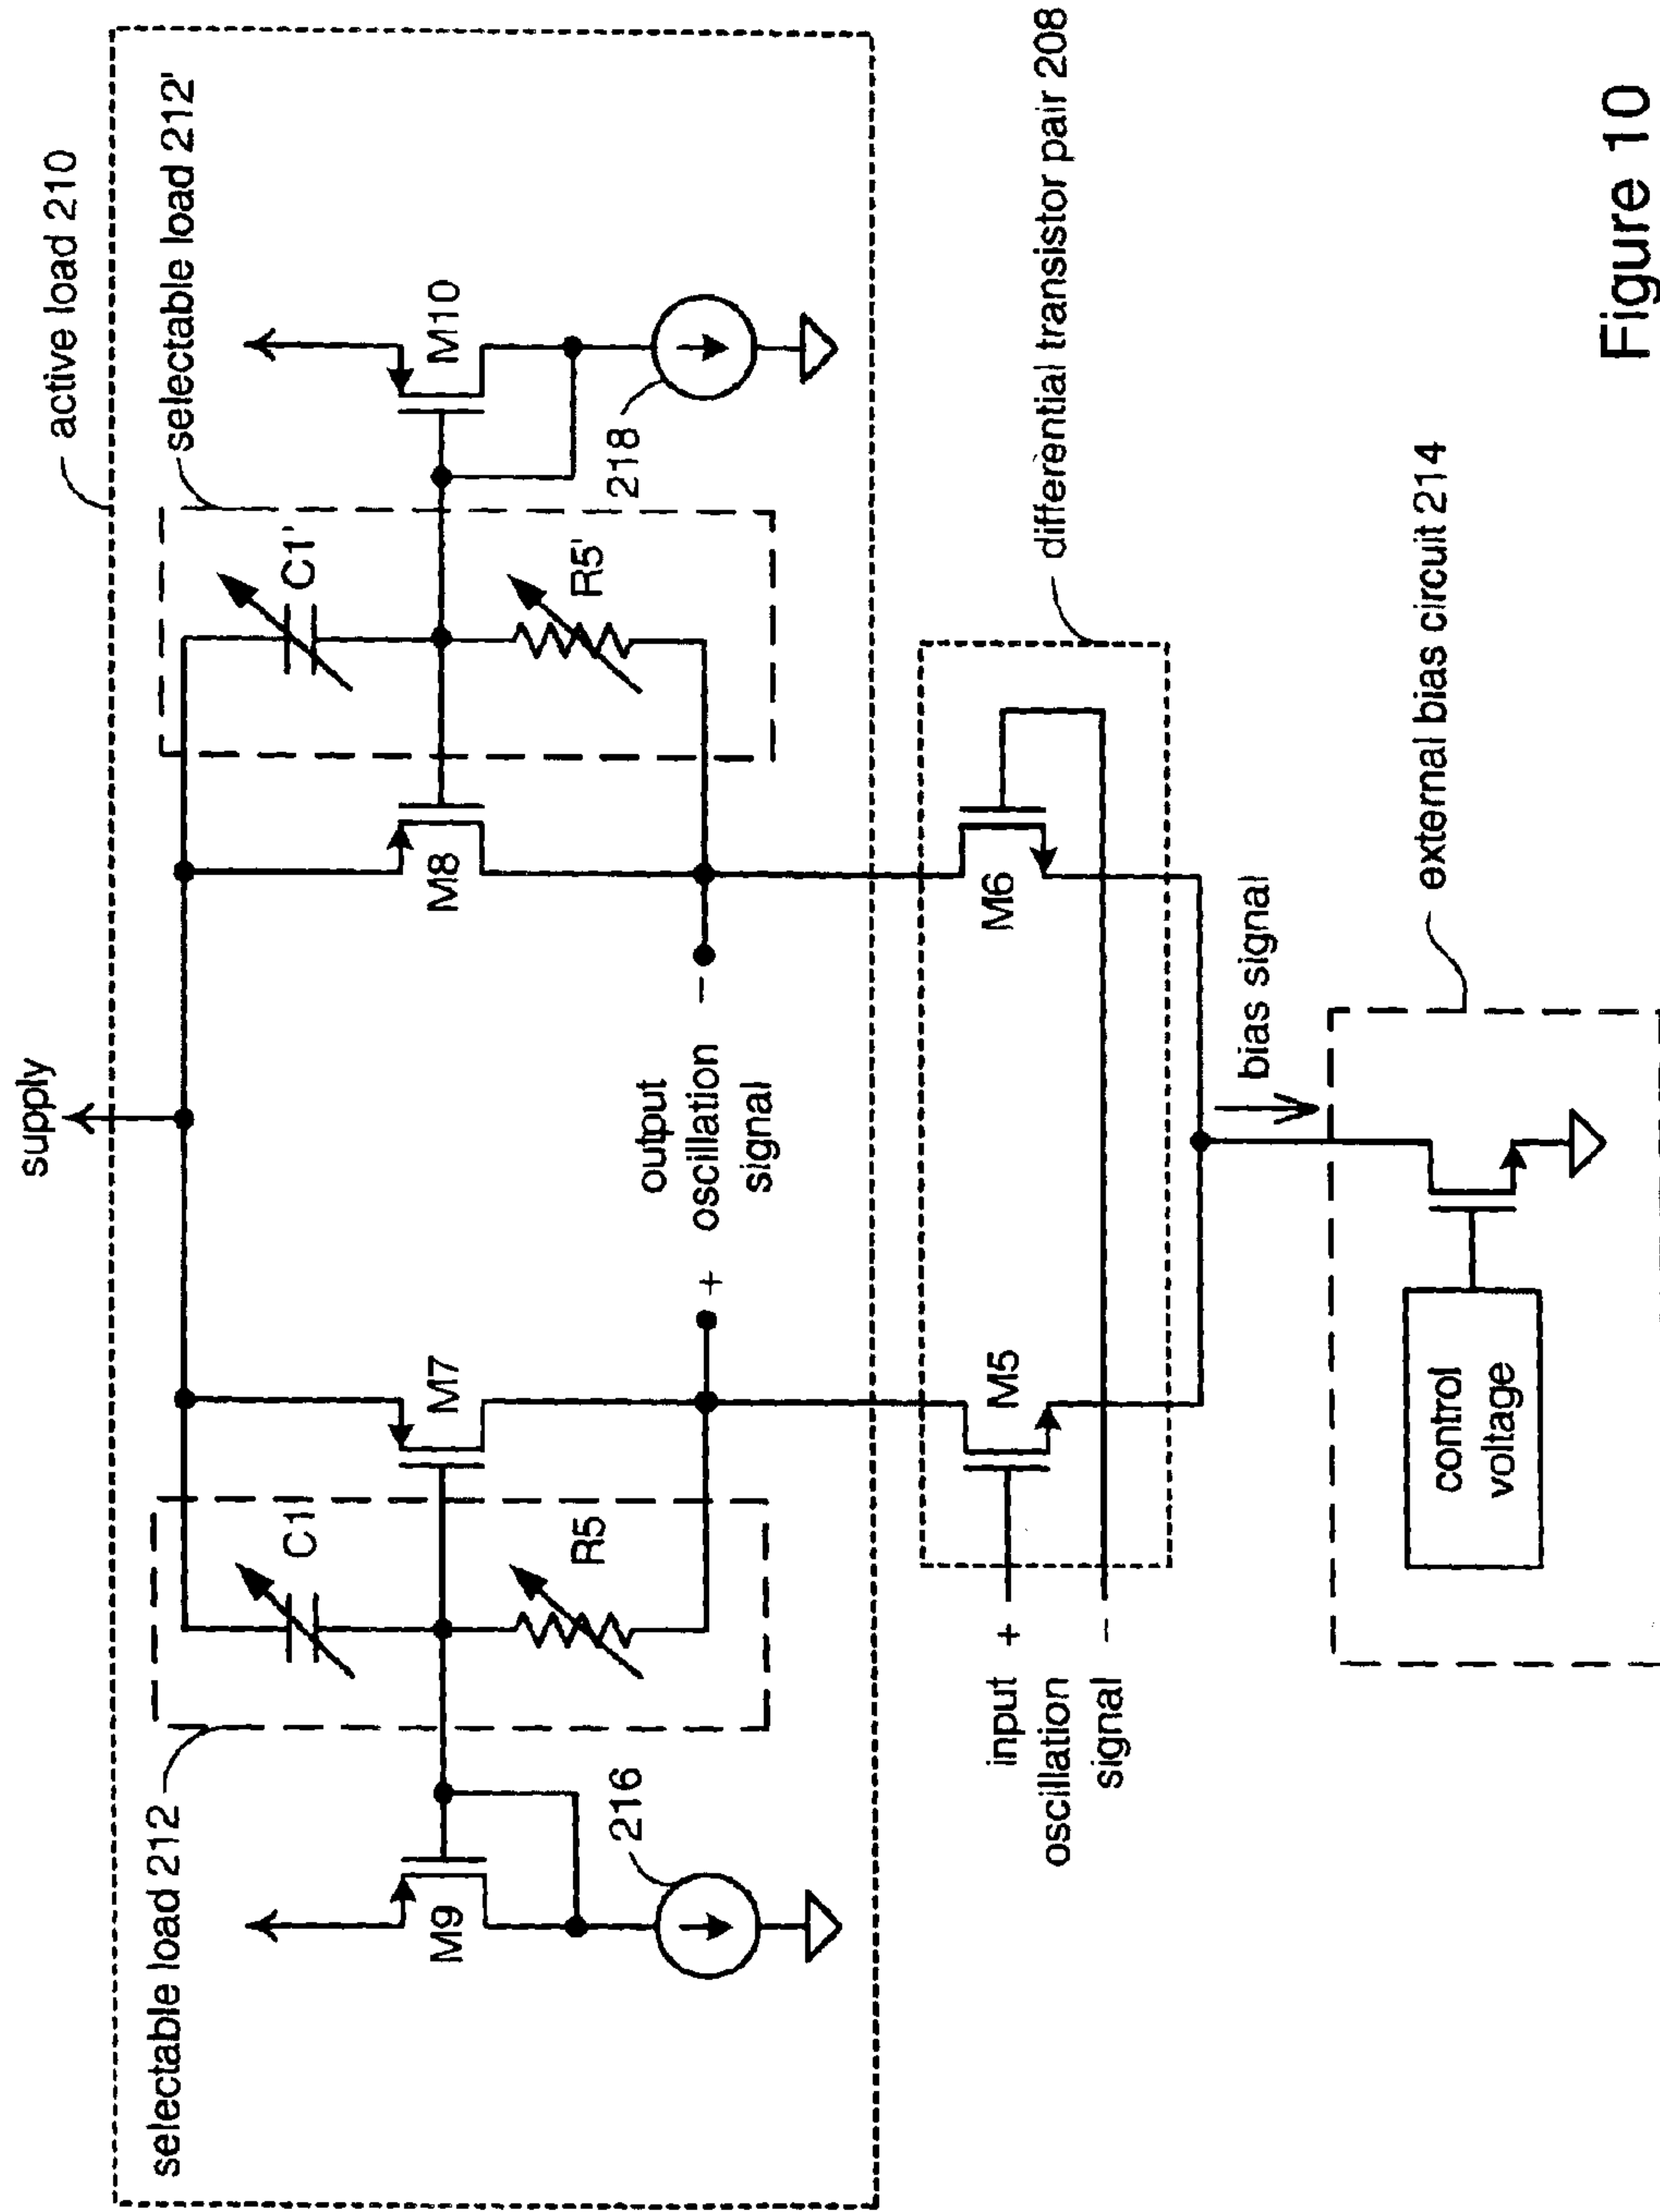 supply
active load 210
selectable load 212'
selectable load 212
C1
C1'
M9
M7
M8
M10
R5
R5'
216
218
output
+ oscillation -
signal
differential transistor pair 208
M5
M6
input +
oscillation
signal -
bias signal
external bias circuit 214
control
voltage
Figure 10